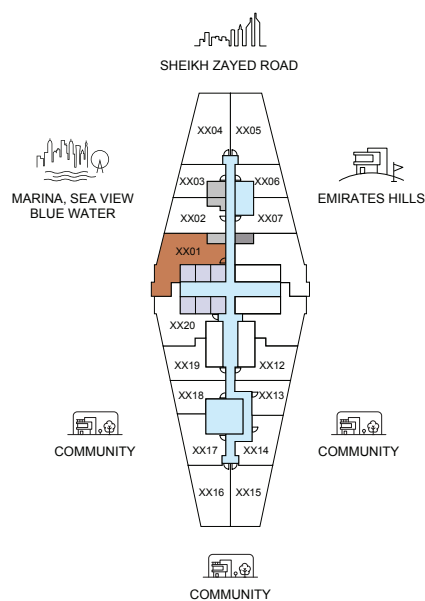 SHEIKH ZAYED ROAD
XX04
XX05
MARINA, SEA VIEW
BLUE WATER
EMIRATES HILLS
XX03
XX06
XX02
XX07
XX01
XX20
XX19
XX12
XX18
XX13
COMMUNITY
COMMUNITY
XX17
XX14
XX16
XX15
COMMUNITY